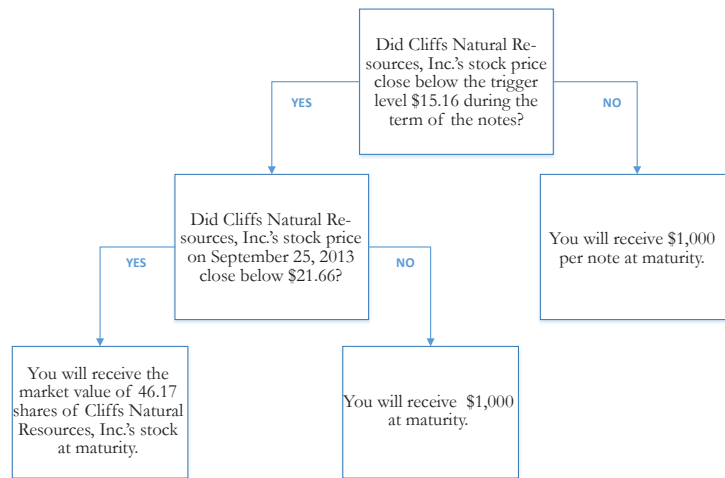 Did Cliffs Natural Re-
sources, Inc.'s stock price
close below the trigger
level $15.16 during the
term of the notes?
YES
NO
Did Cliffs Natural Re-
sources, Inc.'s stock price
on September 25, 2013
close below $21.66?
You will receive $1,000
per note at maturity.
YES
NO
You will receive the
market value of 46.17
shares of Cliffs Natural
Resources, Inc.'s stock
at maturity.
You will receive  $1,000
at maturity.